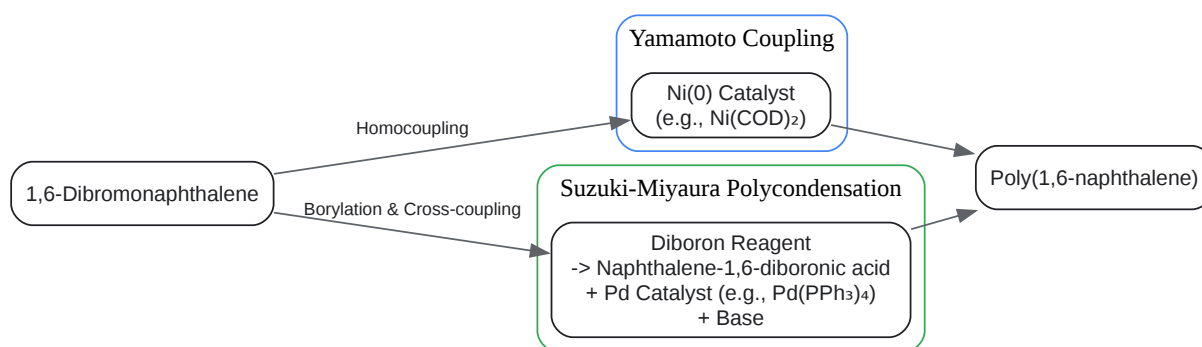 Yamamoto Coupling
Ni(0) Catalyst
(e.g., Ni(COD)₂)
Homocoupling
1,6-Dibromonaphthalene
Borylation & Cross-coupling
Suzuki-Miyaura Polycondensation
Diboron Reagent
-> Naphthalene-1,6-diboronic acid
+ Pd Catalyst (e.g., Pd(PPh₃)₄)
+ Base
Poly(1,6-naphthalene)